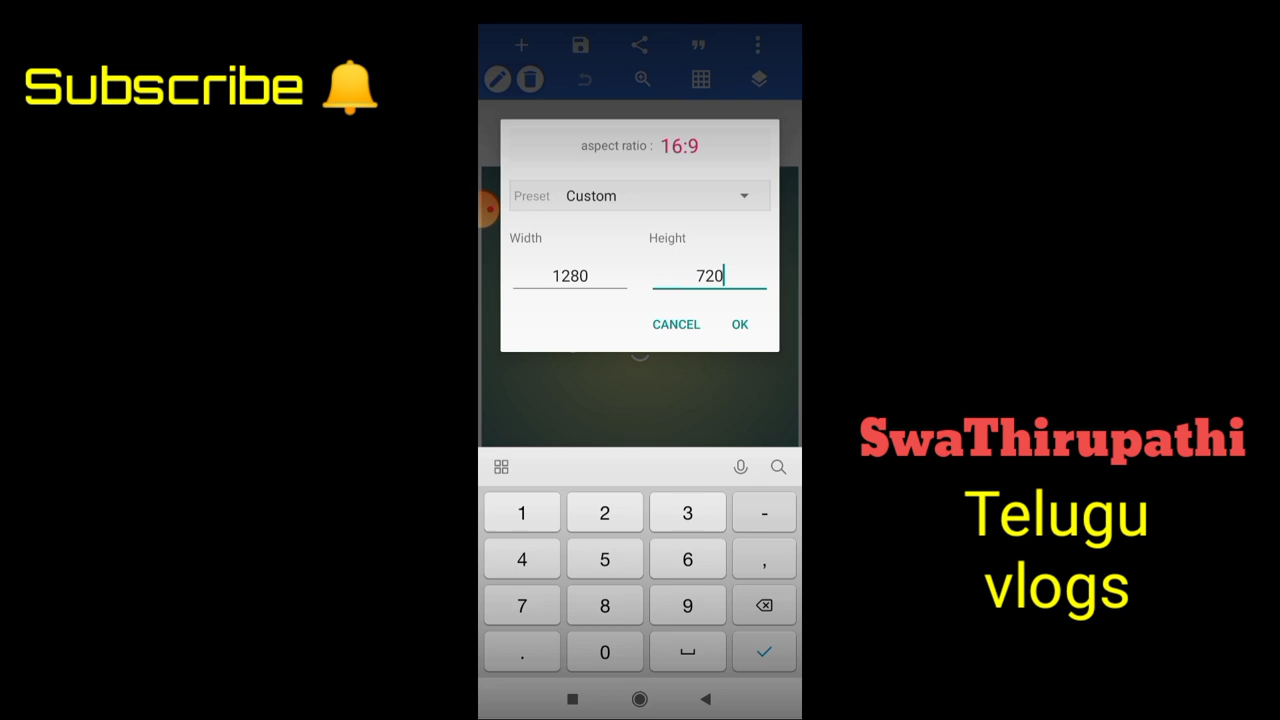 Subscribe 🔔
aspect ratio : 16:9
Preset Custom
Width Height
1280 720
CANCEL OK
1 2 3 -
4 5 6 ,
7 8 9
. 0
SwaThirupathi
Telugu
vlogs